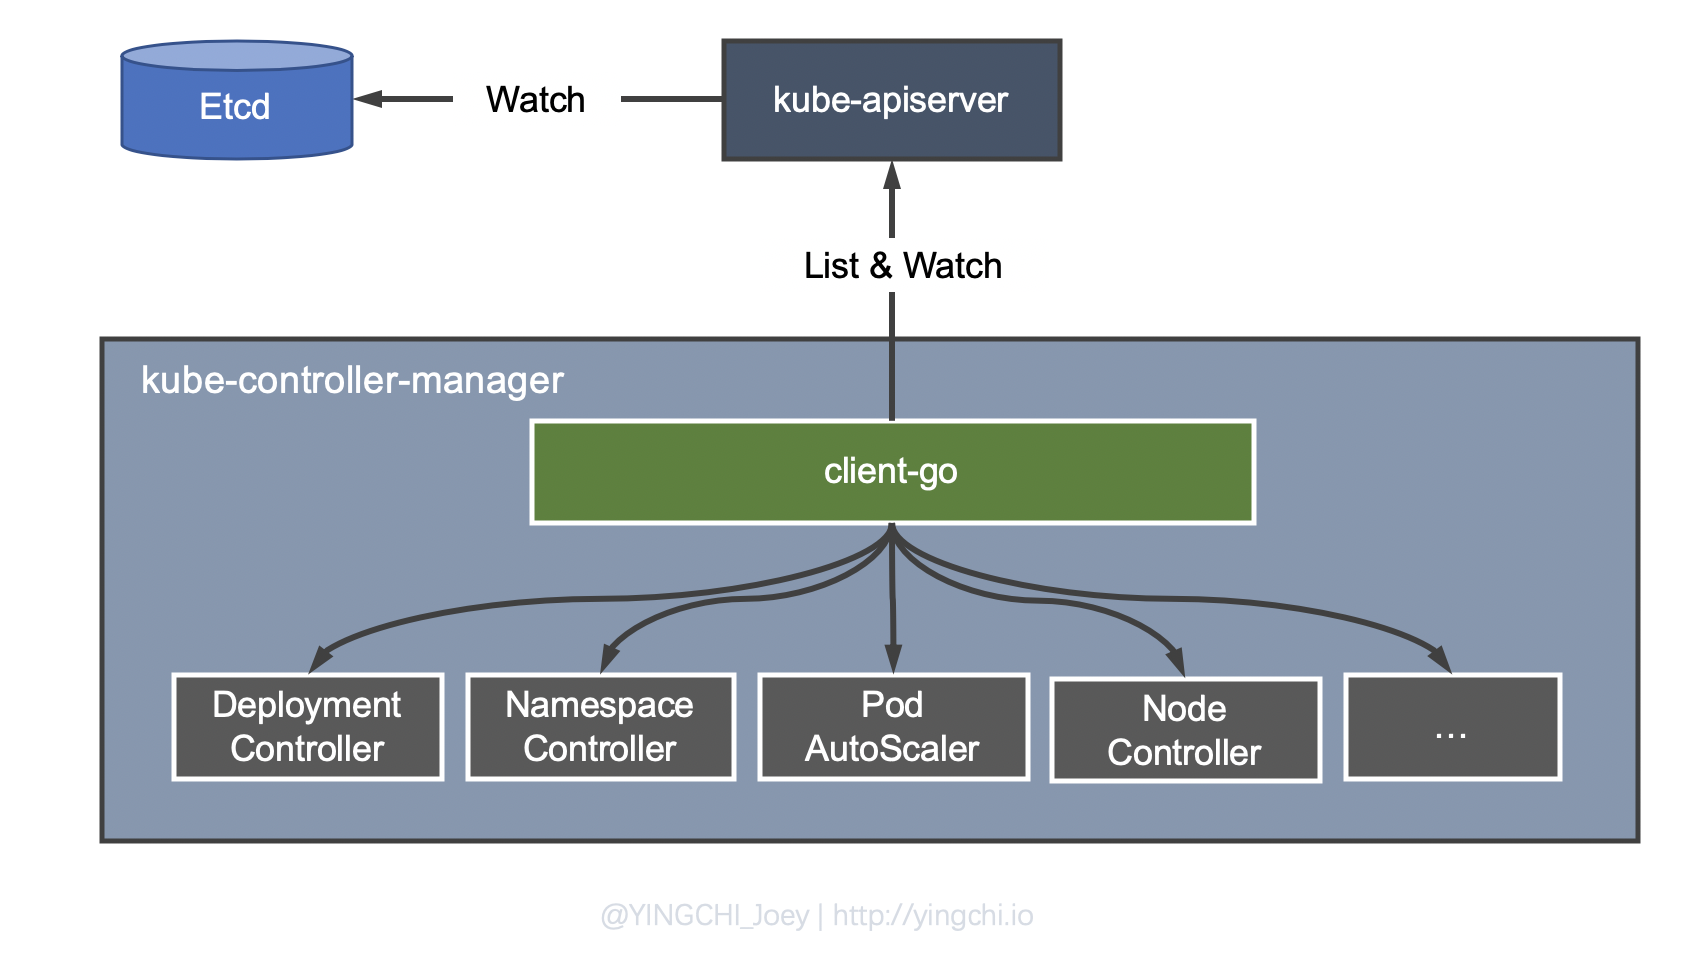 Etcd
Watch
kube-apiserver
List & Watch
kube-controller-manager
client-go
Deployment
Controller
Namespace
Controller
Pod
AutoScaler
Node
Controller
...
@YINGCHI_Joey | http://yingchi.io